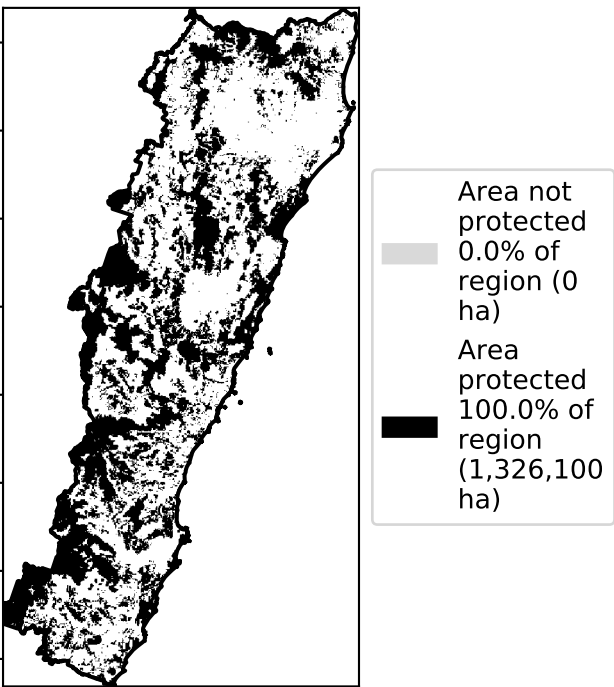 Area not
protected
0.0% of
region (0
ha)
Area
protected
100.0% of
region
(1,326,100
ha)